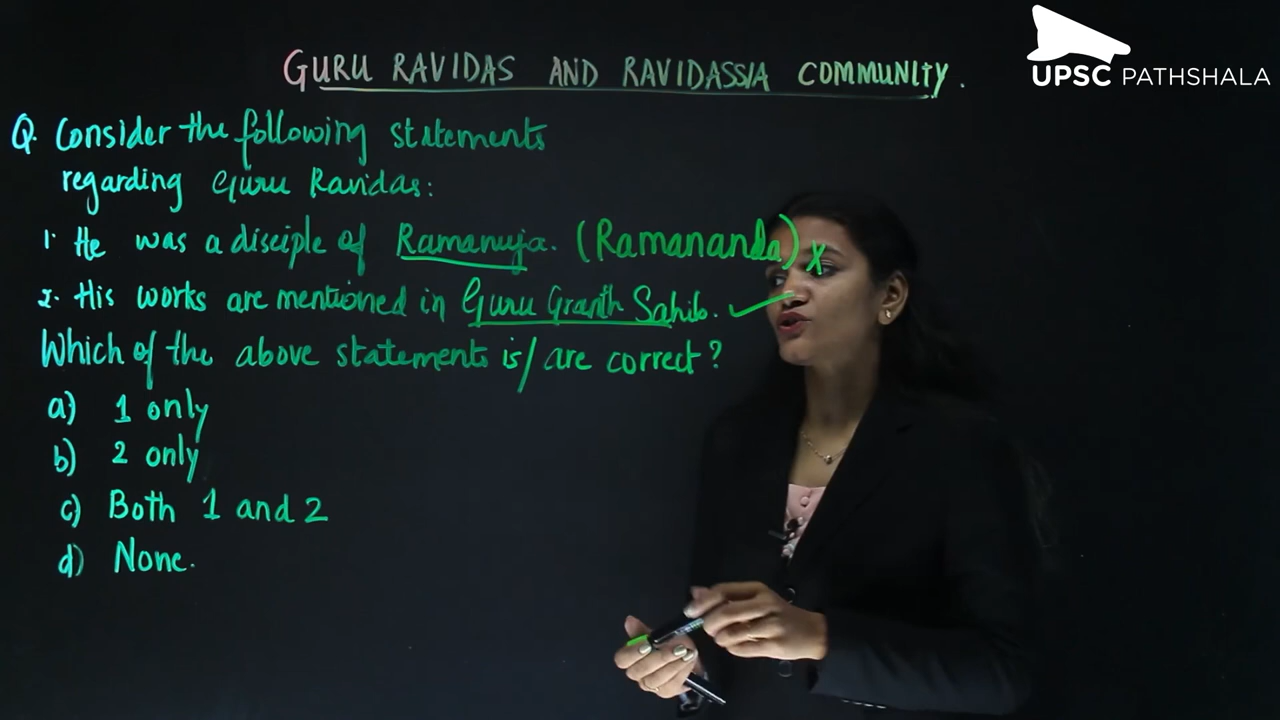 UPSC PATHSHALA
GURU RAVIDAS AND RAVIDASSIA COMMUNITY.
Q. Consider the following statements
regarding Guru Ravidas:
1. He was a disciple of Ramanuja. (Ramananda) x
2. His works are mentioned in Guru Granth Sahib. ✓
Which of the above statements is/are correct?
a) 1 only
b) 2 only
c) Both 1 and 2
d) None.